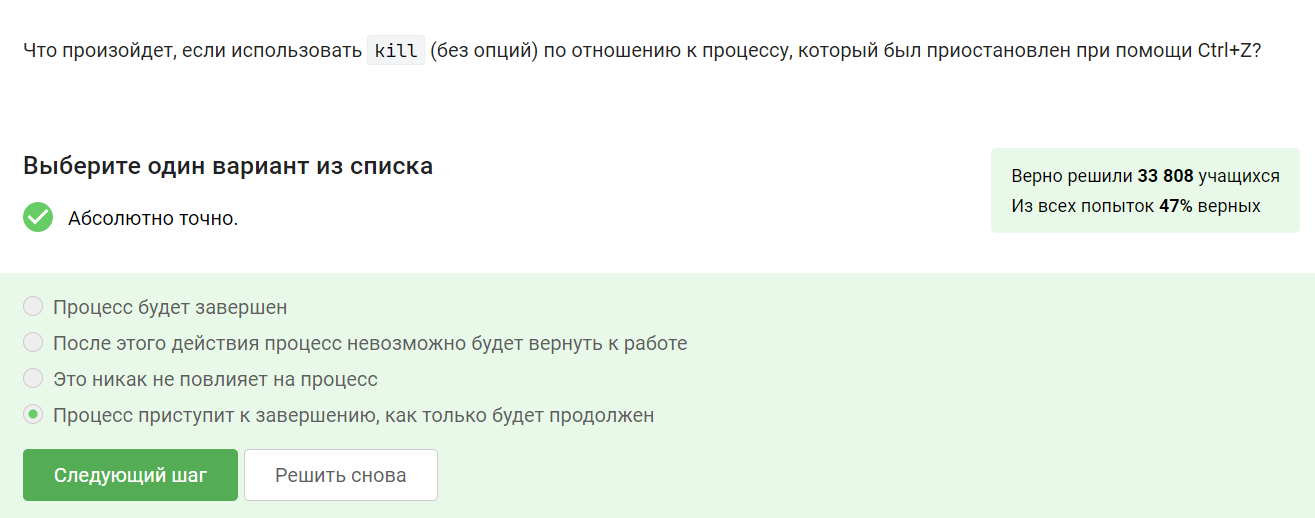 Что произойдет, если использовать kill (без опций) по отношению к процессу, который был приостановлен при помощи Ctrl+Z?
Выберите один вариант из списка
Абсолютно точно.
Верно решили 33 808 учащихся
Из всех попыток 47% верных
Процесс будет завершен
После этого действия процесс невозможно будет вернуть к работе
Это никак не повлияет на процесс
Процесс приступит к завершению, как только будет продолжен
Следующий шаг
Решить снова